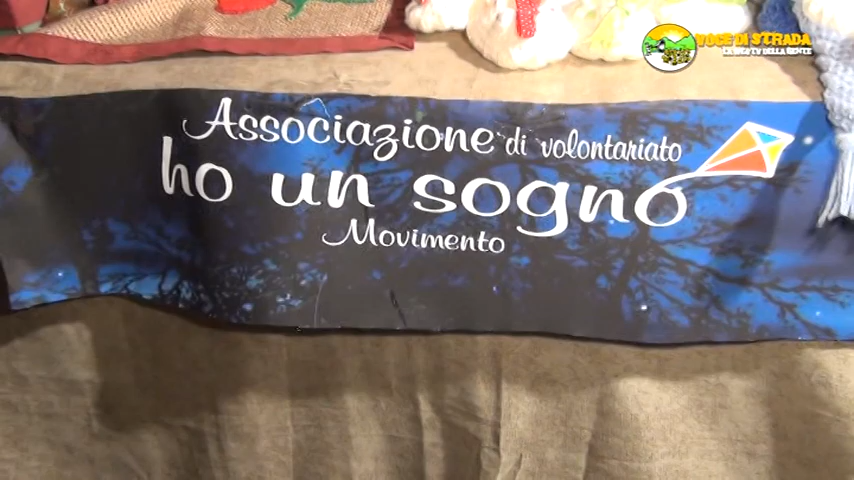 VOCE DI STRADA
Associazione di volontariato
ho un sogno
Movimento